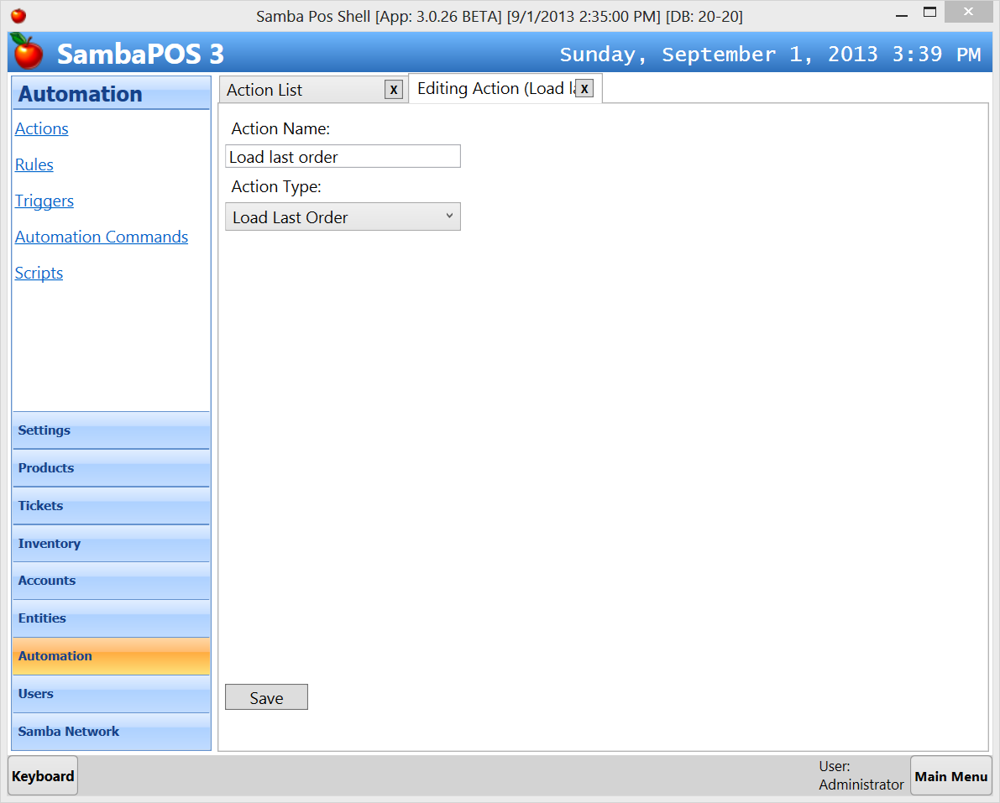 Samba Pos Shell [App: 3.0.26 BETA] [9/1/2013 2:35:00 PM] [DB: 20-20]
SambaPOS 3
Sunday, September 1, 2013 3:39 PM
Automation
Actions
Rules
Triggers
Automation Commands
Scripts
Settings
Products
Tickets
Inventory
Accounts
Entities
Automation
Users
Samba Network
Action List x
Editing Action (Load la x
Action Name:
Load last order
Action Type:
Load Last Order
Save
Keyboard
User:
Administrator
Main Menu